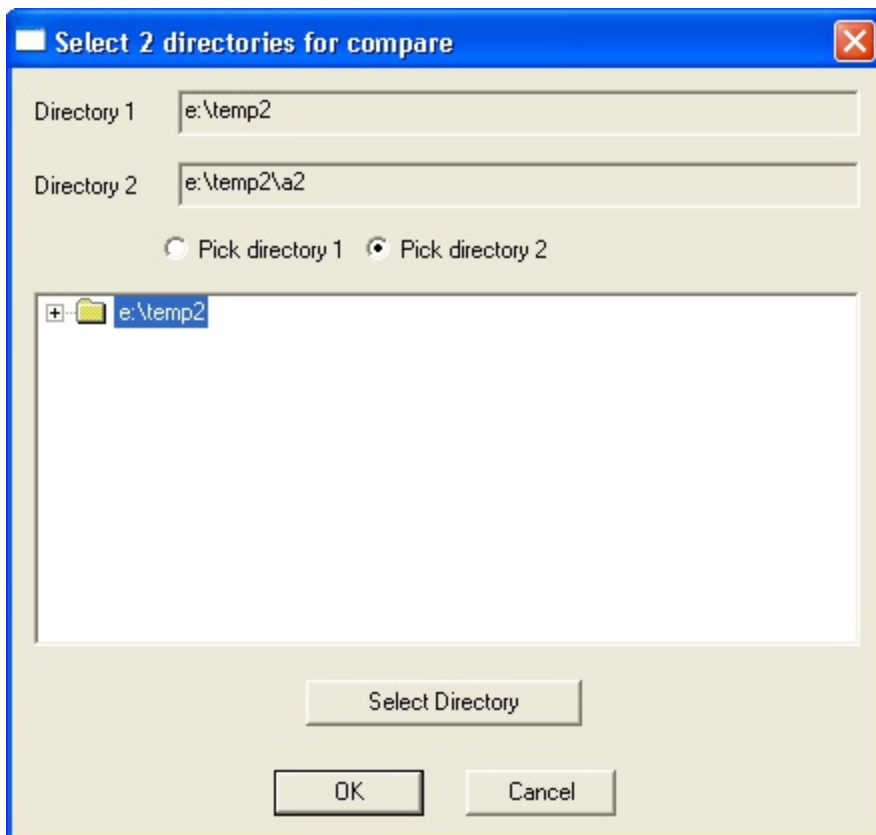 Select 2 directories for compare
Directory 1 e:\temp2
Directory 2 e:\temp2\a2
Pick directory 1 Pick directory 2
e:\temp2
Select Directory
OK Cancel